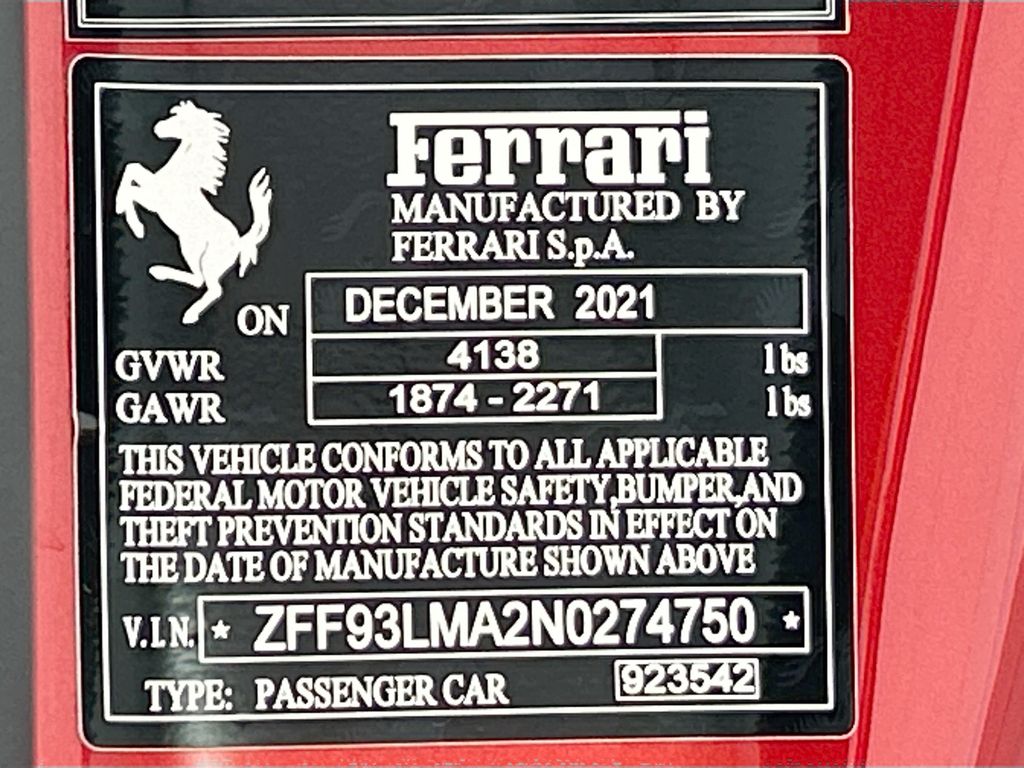 Ferrari
MANUFACTURED BY
FERRARI S.p.A.
ON DECEMBER 2021
GVWR 4138 lbs
GAWR 1874 - 2271 lbs
THIS VEHICLE CONFORMS TO ALL APPLICABLE
FEDERAL MOTOR VEHICLE SAFETY,BUMPER,AND
THEFT PREVENTION STANDARDS IN EFFECT ON
THE DATE OF MANUFACTURE SHOWN ABOVE
V.I.N. * ZFF93LMA2N0274750 *
TYPE: PASSENGER CAR 923542